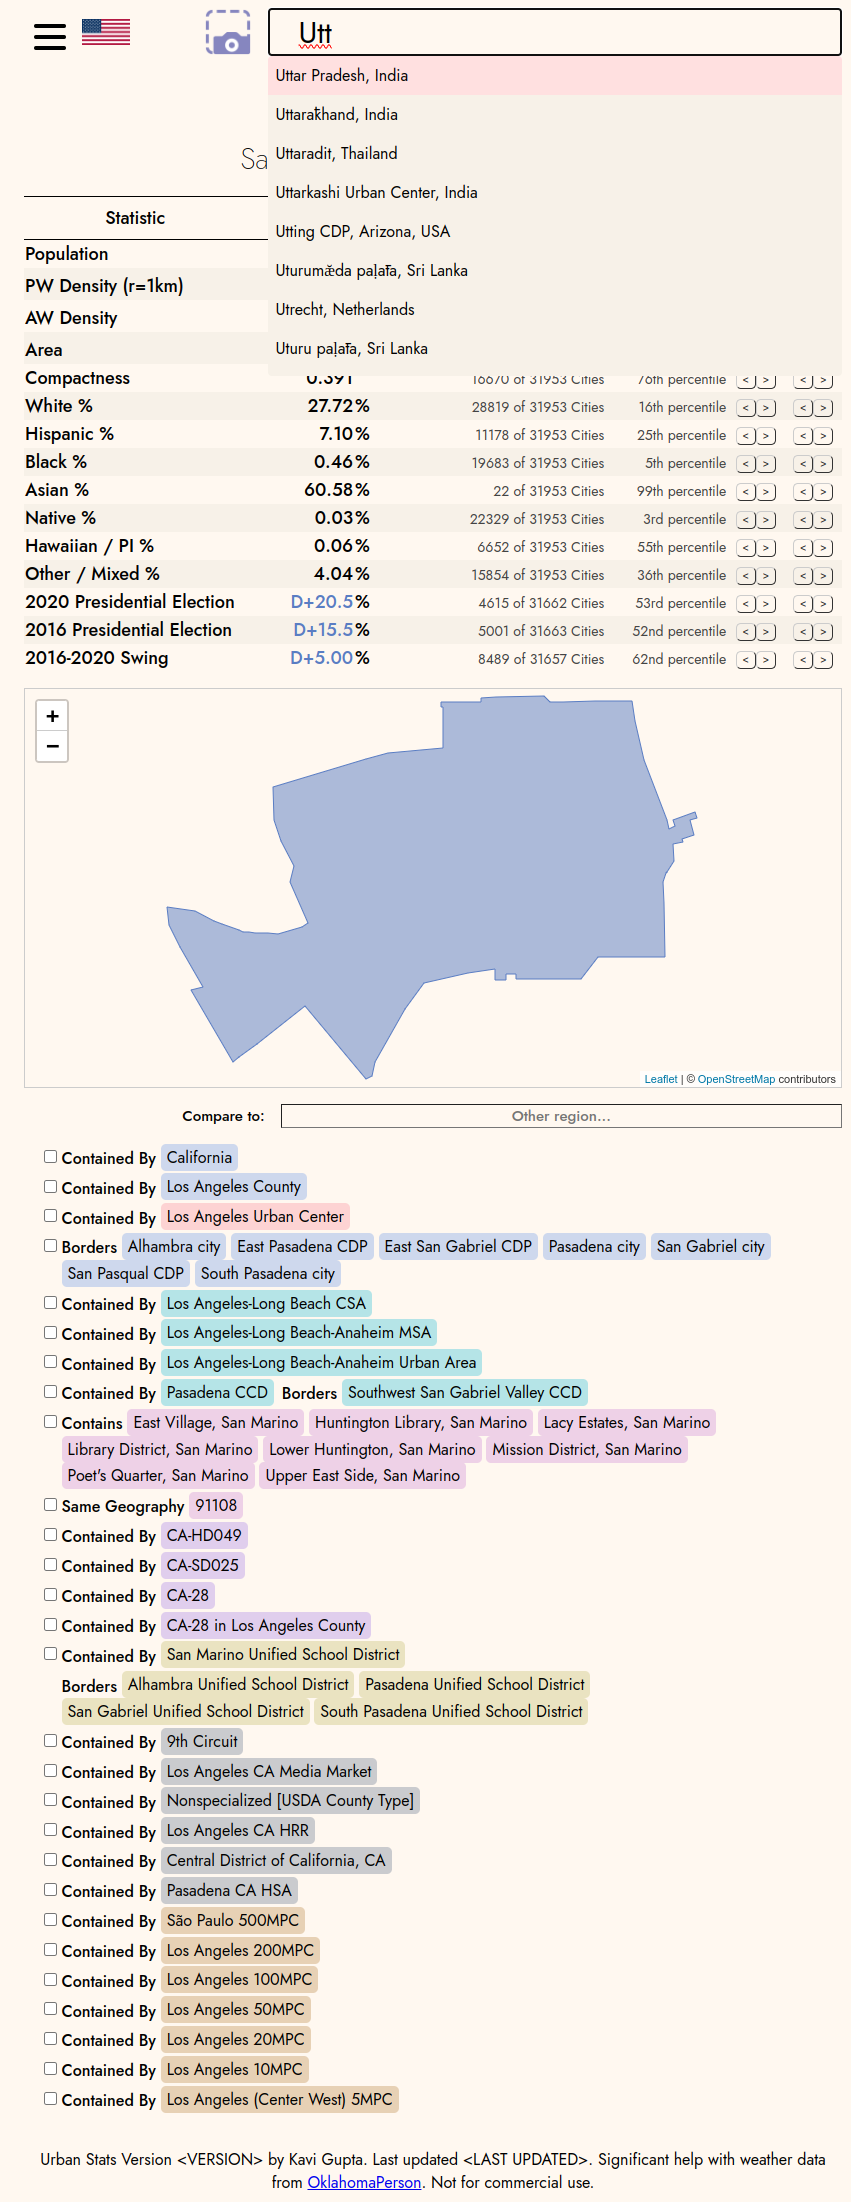 Utt
Uttar Pradesh, India
Uttarākhand, India
Uttaradit, Thailand
Uttarkashi Urban Center, India
Utting CDP, Arizona, USA
Uturumæ̆da paḷāta, Sri Lanka
Utrecht, Netherlands
Uturu paḷāta, Sri Lanka
Sa
Statistic
Population
PW Density (r=1km)
AW Density
Area
Compactness 0.391 16670 of 31953 Cities 76th percentile < > < >
White % 27.72% 28819 of 31953 Cities 16th percentile < > < >
Hispanic % 7.10% 11178 of 31953 Cities 25th percentile < > < >
Black % 0.46% 19683 of 31953 Cities 5th percentile < > < >
Asian % 60.58% 22 of 31953 Cities 99th percentile < > < >
Native % 0.03% 22329 of 31953 Cities 3rd percentile < > < >
Hawaiian / PI % 0.06% 6652 of 31953 Cities 55th percentile < > < >
Other / Mixed % 4.04% 15854 of 31953 Cities 36th percentile < > < >
2020 Presidential Election D+20.5% 4615 of 31662 Cities 53rd percentile < > < >
2016 Presidential Election D+15.5% 5001 of 31663 Cities 52nd percentile < > < >
2016-2020 Swing D+5.00% 8489 of 31657 Cities 62nd percentile < > < >
+
−
Leaflet | © OpenStreetMap contributors
Compare to: Other region...
Contained By California
Contained By Los Angeles County
Contained By Los Angeles Urban Center
Borders Alhambra city East Pasadena CDP East San Gabriel CDP Pasadena city San Gabriel city
San Pasqual CDP South Pasadena city
Contained By Los Angeles-Long Beach CSA
Contained By Los Angeles-Long Beach-Anaheim MSA
Contained By Los Angeles-Long Beach-Anaheim Urban Area
Contained By Pasadena CCD Borders Southwest San Gabriel Valley CCD
Contains East Village, San Marino Huntington Library, San Marino Lacy Estates, San Marino
Library District, San Marino Lower Huntington, San Marino Mission District, San Marino
Poet's Quarter, San Marino Upper East Side, San Marino
Same Geography 91108
Contained By CA-HD049
Contained By CA-SD025
Contained By CA-28
Contained By CA-28 in Los Angeles County
Contained By San Marino Unified School District
Borders Alhambra Unified School District Pasadena Unified School District
San Gabriel Unified School District South Pasadena Unified School District
Contained By 9th Circuit
Contained By Los Angeles CA Media Market
Contained By Nonspecialized [USDA County Type]
Contained By Los Angeles CA HRR
Contained By Central District of California, CA
Contained By Pasadena CA HSA
Contained By São Paulo 500MPC
Contained By Los Angeles 200MPC
Contained By Los Angeles 100MPC
Contained By Los Angeles 50MPC
Contained By Los Angeles 20MPC
Contained By Los Angeles 10MPC
Contained By Los Angeles (Center West) 5MPC
Urban Stats Version <VERSION> by Kavi Gupta. Last updated <LAST UPDATED>. Significant help with weather data
from OklahomaPerson. Not for commercial use.